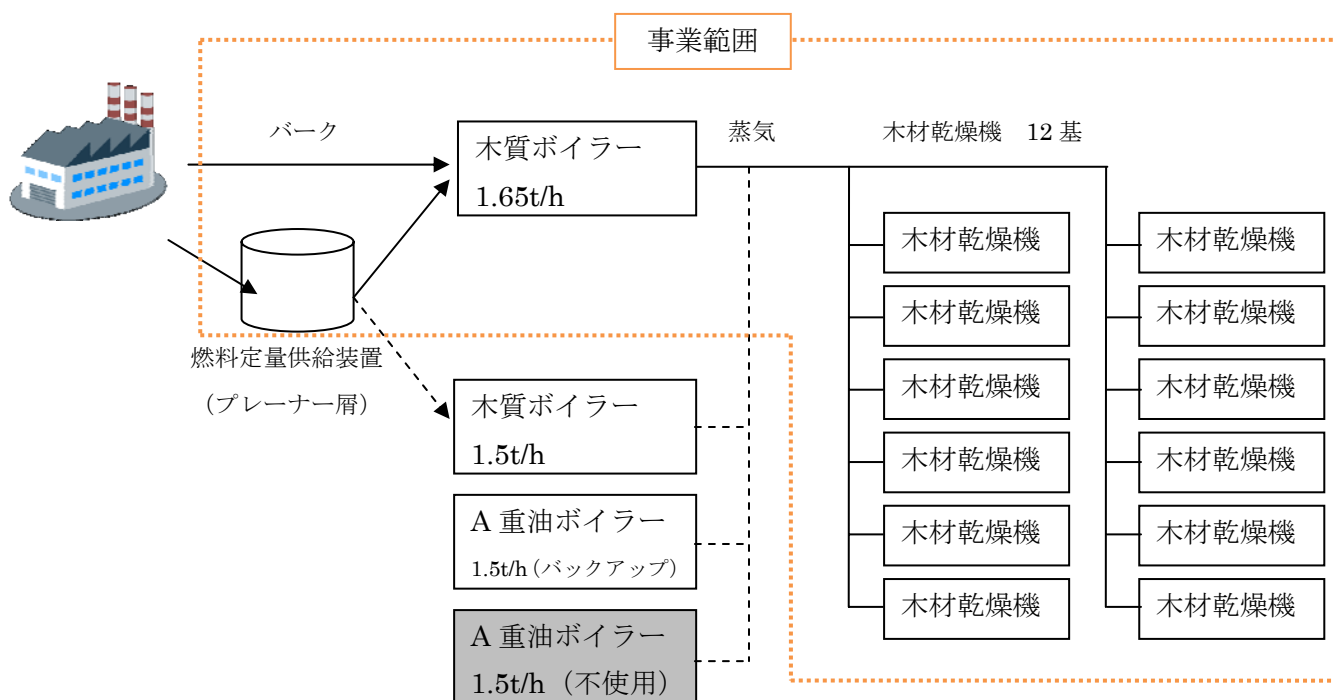 事業範囲
バーク
木質ボイラー
1.65t/h
蒸気
木材乾燥機 12基
燃料定量供給装置
（プレーナー屑）
木質ボイラー
1.5t/h
A重油ボイラー
1.5t/h（バックアップ）
A重油ボイラー
1.5t/h（不使用）
木材乾燥機
木材乾燥機
木材乾燥機
木材乾燥機
木材乾燥機
木材乾燥機
木材乾燥機
木材乾燥機
木材乾燥機
木材乾燥機
木材乾燥機
木材乾燥機